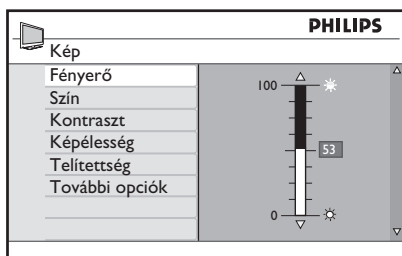 PHILIPS
Kép
Fényerő
Szín
Kontraszt
Képélesség
Telítettség
További opciók
100
53
0